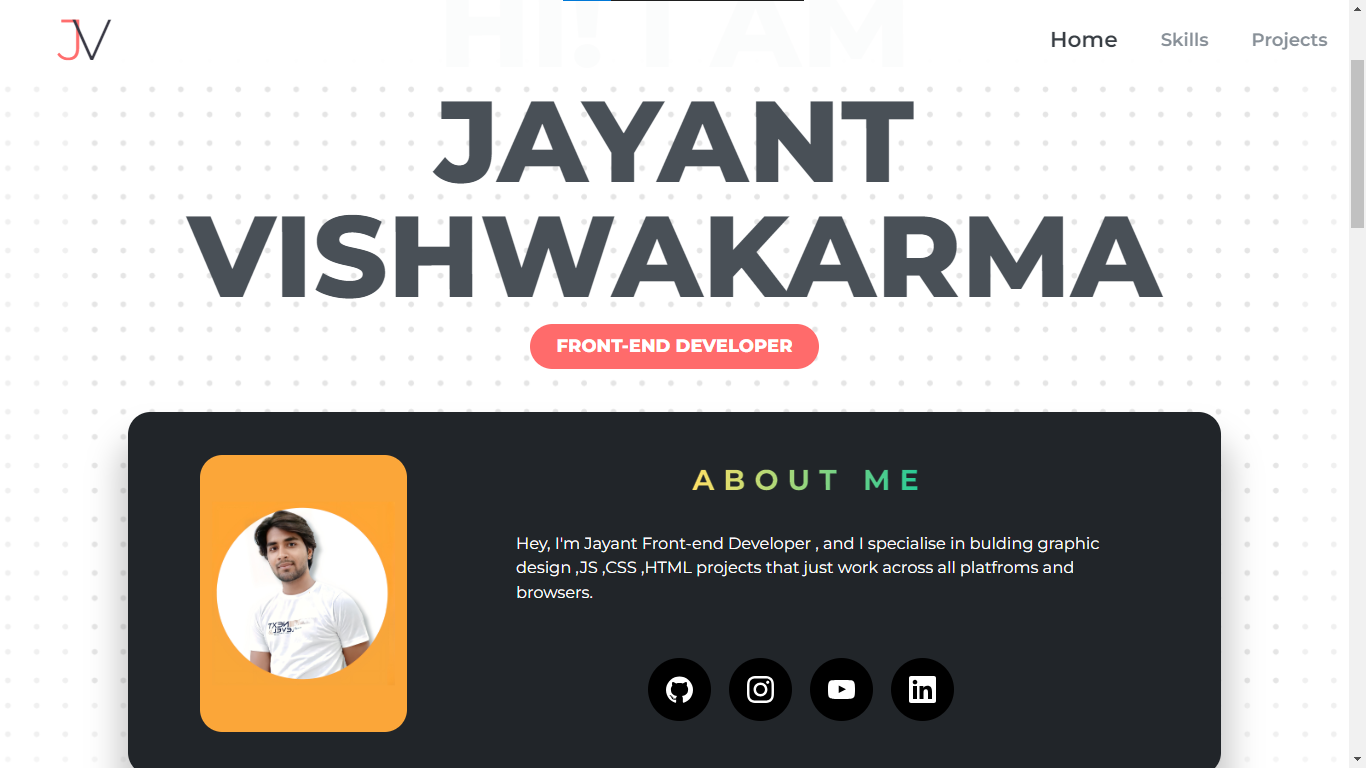 HI! I AM
JV
Home Skills Projects
JAYANT
VISHWAKARMA
FRONT-END DEVELOPER
ABOUT ME
Hey, I'm Jayant Front-end Developer , and I specialise in bulding graphic
design ,JS ,CSS ,HTML projects that just work across all platfroms and
browsers.